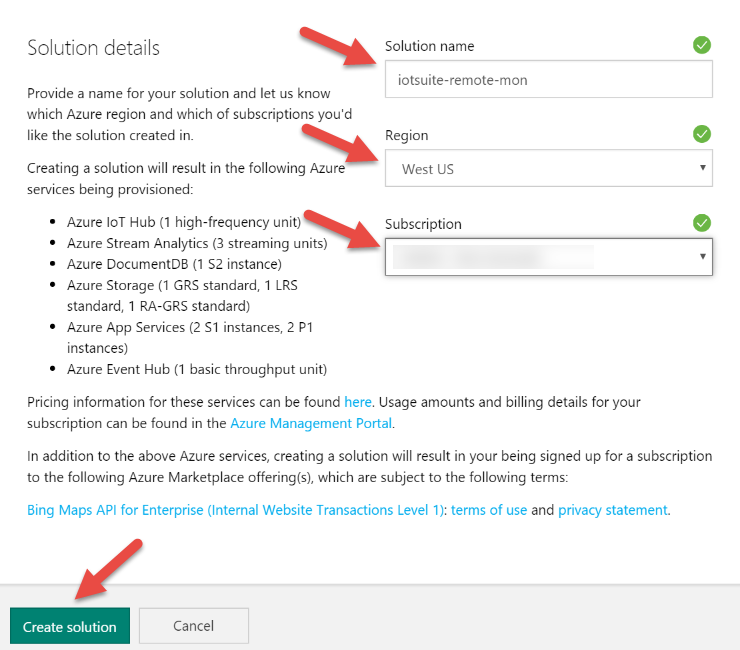 Solution details
Provide a name for your solution and let us know
which Azure region and which of subscriptions you'd
like the solution created in.
Creating a solution will result in the following Azure
services being provisioned:
• Azure IoT Hub (1 high-frequency unit)
• Azure Stream Analytics (3 streaming units)
• Azure DocumentDB (1 S2 instance)
• Azure Storage (1 GRS standard, 1 LRS
standard, 1 RA-GRS standard)
• Azure App Services (2 S1 instances, 2 P1
instances)
• Azure Event Hub (1 basic throughput unit)
Solution name
iotsuite-remote-mon
Region
West US
Subscription
Pricing information for these services can be found here. Usage amounts and billing details for your
subscription can be found in the Azure Management Portal.
In addition to the above Azure services, creating a solution will result in your being signed up for a subscription
to the following Azure Marketplace offering(s), which are subject to the following terms:
Bing Maps API for Enterprise (Internal Website Transactions Level 1): terms of use and privacy statement.
Create solution
Cancel